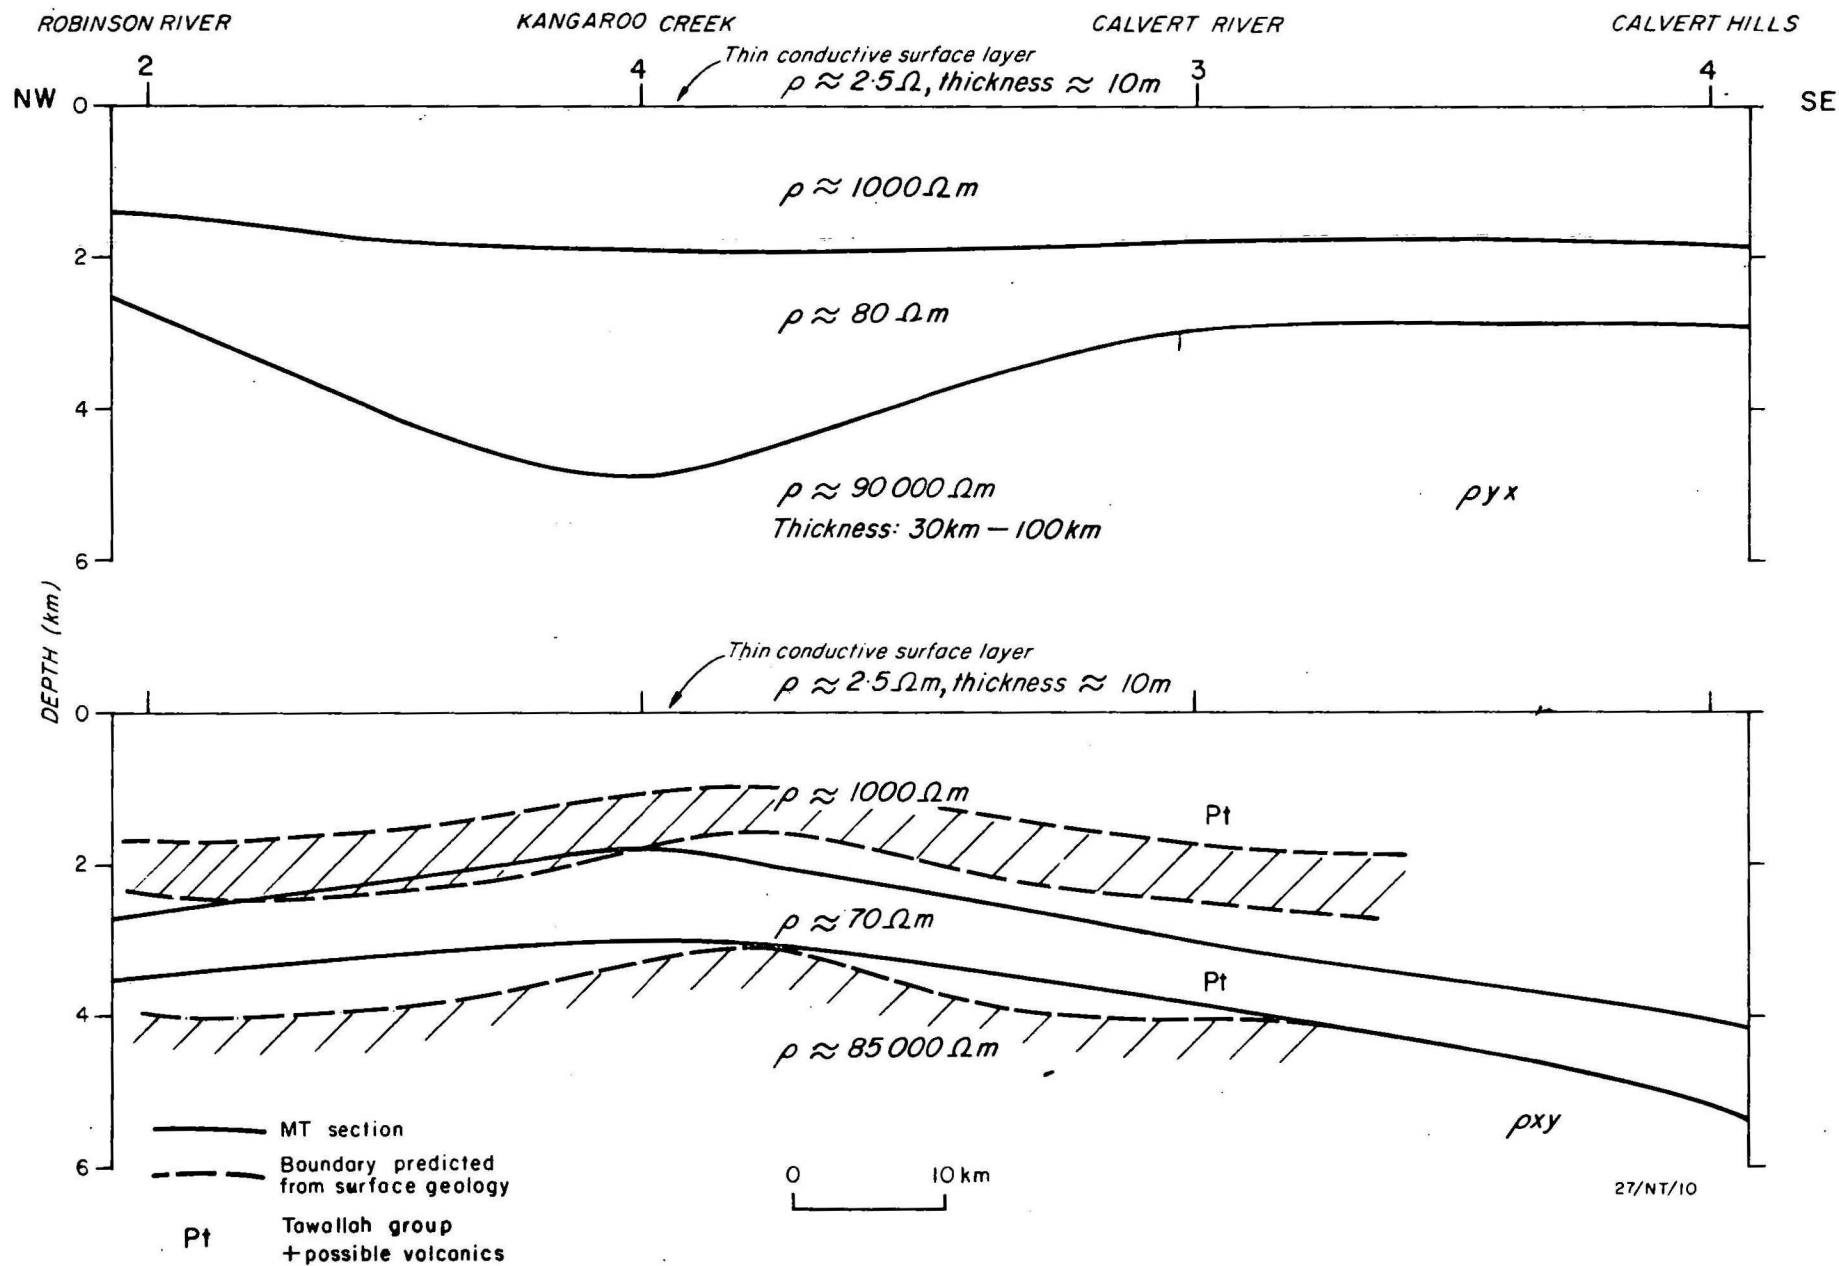 ROBINSON RIVER KANGAROO CREEK CALVERT RIVER CALVERT HILLS
Thin conductive surface layer
2 4 3 4
ρ ≈ 2·5Ω, thickness ≈ 10m
NW 0 SE
ρ ≈ 1000Ωm
2
ρ ≈ 80 Ωm
4
ρ ≈ 90 000 Ωm
ρyx
Thickness: 30km – 100km
6
DEPTH (km)
Thin conductive surface layer
ρ ≈ 2·5Ωm, thickness ≈ 10m
0
ρ ≈ 1000Ωm
Pt
2
ρ ≈ 70Ωm
Pt
4
ρ ≈ 85 000Ωm
ρxy
MT section
6
Boundary predicted
from surface geology
0 10 km
27/NT/10
Pt
Tawallah group
+possible volcanics